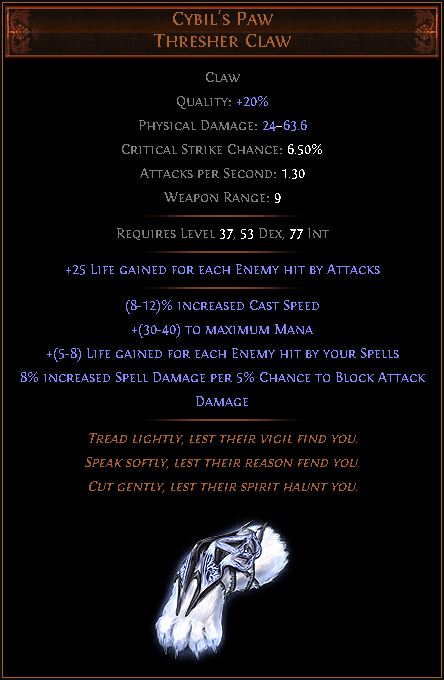 Cybil's Paw
Thresher Claw
Claw
Quality: +20%
Physical Damage: 24–63.6
Critical Strike Chance: 6.50%
Attacks per Second: 1.30
Weapon Range: 9
Requires Level 37, 53 Dex, 77 Int
+25 Life gained for each Enemy hit by Attacks
(8-12)% increased Cast Speed
+(30-40) to maximum Mana
+(5-8) Life gained for each Enemy hit by your Spells
8% increased Spell Damage per 5% Chance to Block Attack
Damage
Tread lightly, lest their vigil find you.
Speak softly, lest their reason fend you.
Cut gently, lest their spirit haunt you.